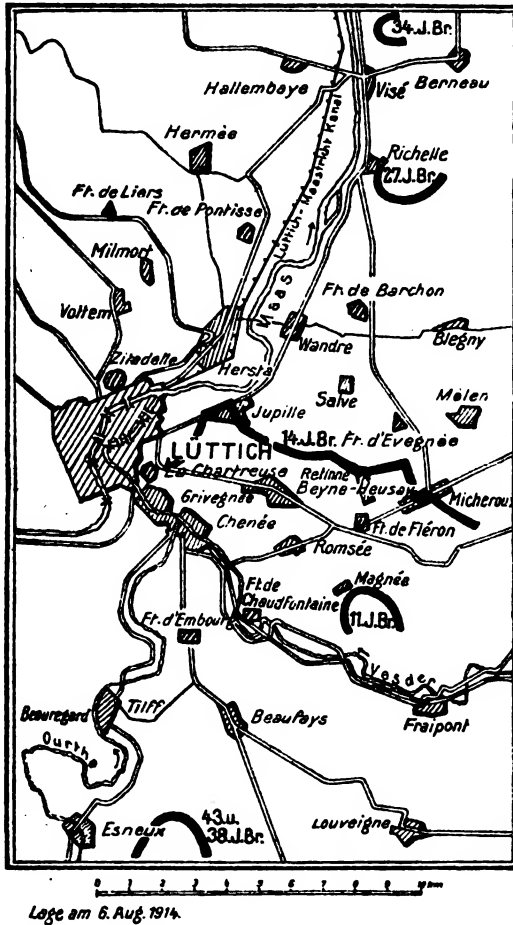 34.J.Br.
Hallembaye
Visé
Berneau
Hermée
Lüttich-Maastricht Kanal
Richelle
27.J.Br.
Ft. de Liers
Ft. de Pontisse
Milmort
Maas
Ft. de Barchon
Vottem
Wandre
Blegny
Zitadelle
Herstal
Salve
Mélen
Jupille
14.J.Br.
Ft. d'Evegnée
LÜTTICH
La Chartreuse
Retinne
Beyne-Heusay
Micheroux
Grivegnée
Chenée
Ft. de Fléron
Romsée
Magnée
Ft. de
Chaudfontaine
11.J.Br.
Ft. d'Embourg
Vesder
Beauregard
Tilff
Beaufays
Fraipont
Ourthe
Esneux
43.u.
38.J.Br.
Louveigne
0 1 2 3 4 5 6 7 8 9 10 km
Lage am 6. Aug. 1914.